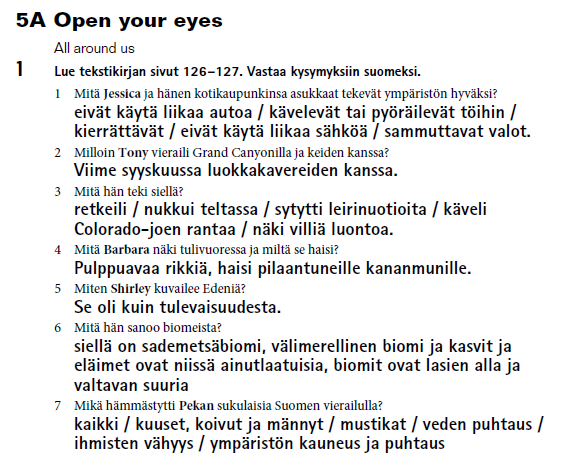 5A Open your eyes
All around us
1 Lue tekstikirjan sivut 126–127. Vastaa kysymyksiin suomeksi.
1 Mitä Jessica ja hänen kotikaupunkinsa asukkaat tekevät ympäristön hyväksi?
eivät käytä liikaa autoa / kävelevät tai pyöräilevät töihin /
kierrättävät / eivät käytä liikaa sähköä / sammuttavat valot.
2 Milloin Tony vieraili Grand Canyonilla ja keiden kanssa?
Viime syyskuussa luokkakavereiden kanssa.
3 Mitä hän teki siellä?
retkeili / nukkui teltassa / sytytti leirinuotioita / käveli
Colorado-joen rantaa / näki villiä luontoa.
4 Mitä Barbara näki tulivuoressa ja miltä se haisi?
Pulppuavaa rikkiä, haisi pilaantuneille kananmunille.
5 Miten Shirley kuvailee Edeniä?
Se oli kuin tulevaisuudesta.
6 Mitä hän sanoo biomeista?
siellä on sademetsäbiomi, välimerellinen biomi ja kasvit ja
eläimet ovat niissä ainutlaatuisia, biomit ovat lasien alla ja
valtavan suuria
7 Mikä hämmästytti Pekan sukulaisia Suomen vierailulla?
kaikki / kuuset, koivut ja männyt / mustikat / veden puhtaus /
ihmisten vähyys / ympäristön kauneus ja puhtaus